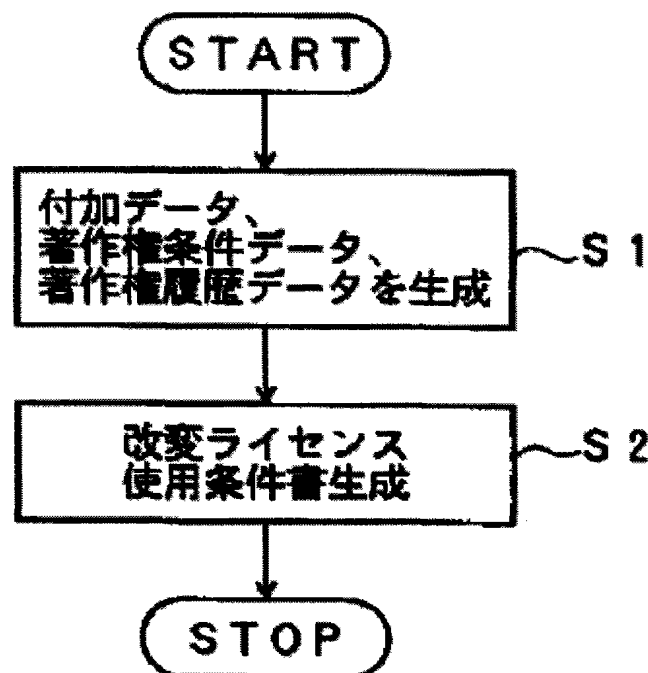 START
付加データ、
著作権条件データ、
著作権履歴データを生成
S1
改変ライセンス
使用条件書生成
S2
STOP